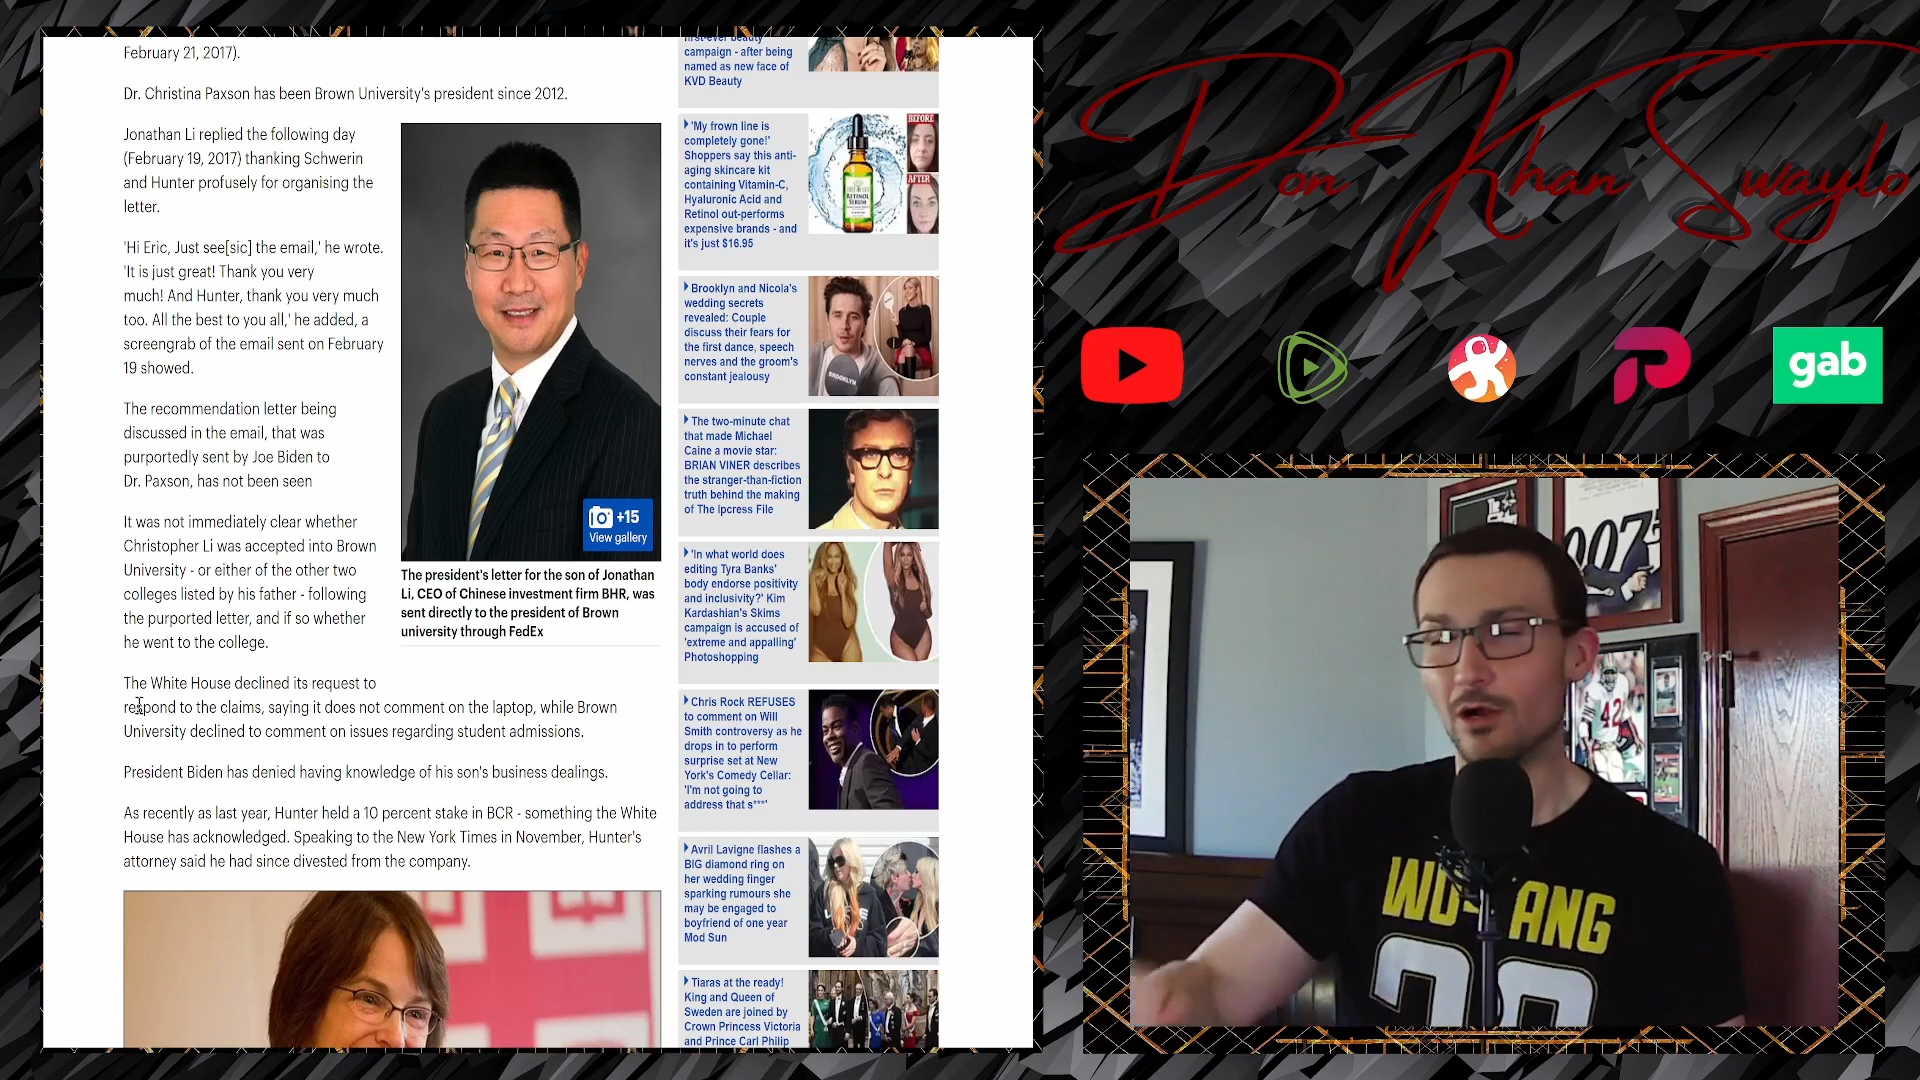 February 21, 2017).
Dr. Christina Paxson has been Brown University's president since 2012.
Jonathan Li replied the following day
(February 19, 2017) thanking Schwerin
and Hunter profusely for organising the
letter.
'Hi Eric, Just see[sic] the email,' he wrote.
'It is just great! Thank you very
much! And Hunter, thank you very much
too. All the best to you all,' he added, a
screengrab of the email sent on February
19 showed.
The recommendation letter being
discussed in the email, that was
purportedly sent by Joe Biden to
Dr. Paxson, has not been seen
It was not immediately clear whether
Christopher Li was accepted into Brown
University - or either of the other two
colleges listed by his father - following
the purported letter, and if so whether
he went to the college.
+15
View gallery
The president's letter for the son of Jonathan
Li, CEO of Chinese investment firm BHR, was
sent directly to the president of Brown
university through FedEx
The White House declined its request to
respond to the claims, saying it does not comment on the laptop, while Brown
University declined to comment on issues regarding student admissions.
President Biden has denied having knowledge of his son's business dealings.
As recently as last year, Hunter held a 10 percent stake in BCR - something the White
House has acknowledged. Speaking to the New York Times in November, Hunter's
attorney said he had since divested from the company.
first-ever beauty
campaign - after being
named as new face of
KVD Beauty
'My frown line is
completely gone!'
Shoppers say this anti-
aging skincare kit
containing Vitamin-C,
Hyaluronic Acid and
Retinol out-performs
expensive brands - and
it's just $16.95
BEFORE
AFTER
RETINOL
SERUM
Brooklyn and Nicola's
wedding secrets
revealed: Couple
discuss their fears for
the first dance, speech
nerves and the groom's
constant jealousy
BROOKLYN
The two-minute chat
that made Michael
Caine a movie star:
BRIAN VINER describes
the stranger-than-fiction
truth behind the making
of The Ipcress File
'In what world does
editing Tyra Banks'
body endorse positivity
and inclusivity?' Kim
Kardashian's Skims
campaign is accused of
'extreme and appalling'
Photoshopping
Chris Rock REFUSES
to comment on Will
Smith controversy as he
drops in to perform
surprise set at New
York's Comedy Cellar:
'I'm not going to
address that s***'
Avril Lavigne flashes a
BIG diamond ring on
her wedding finger
sparking rumours she
may be engaged to
boyfriend of one year
Mod Sun
Tiaras at the ready!
King and Queen of
Sweden are joined by
Crown Princess Victoria
and Prince Carl Philip
Don Khan Swaylo
gab
007
42
WU- ANG